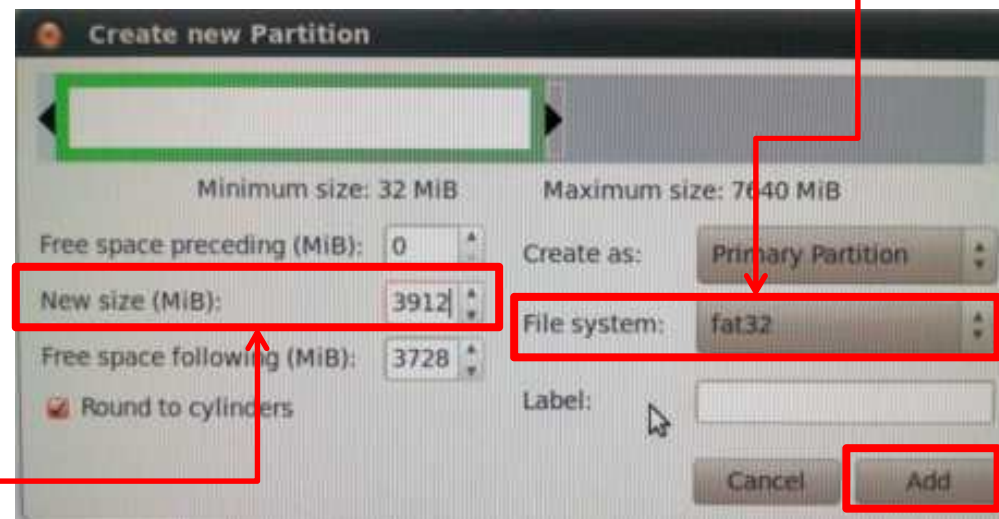 Create new Partition
Minimum size: 32 MiB
Maximum size: 7640 MiB
Free space preceding (MiB): 0
Create as: Primary Partition
New size (MiB): 3912
File system: fat32
Free space following (MiB): 3728
Round to cylinders
Label:
Cancel
Add